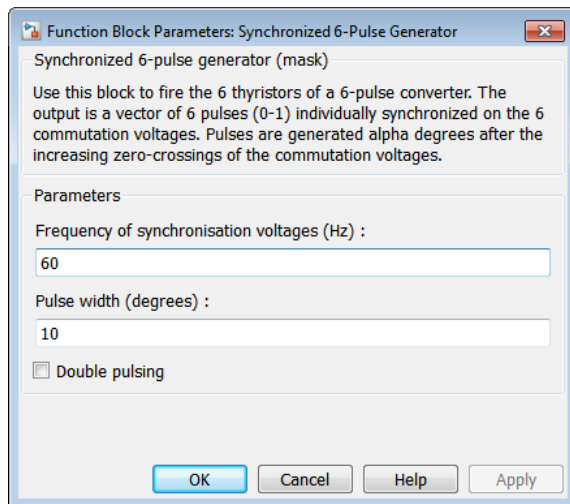 Function Block Parameters: Synchronized 6-Pulse Generator
Synchronized 6-pulse generator (mask)
Use this block to fire the 6 thyristors of a 6-pulse converter. The
output is a vector of 6 pulses (0-1) individually synchronized on the 6
commutation voltages. Pulses are generated alpha degrees after the
increasing zero-crossings of the commutation voltages.
Parameters
Frequency of synchronisation voltages (Hz) :
60
Pulse width (degrees) :
10
Double pulsing
OK Cancel Help Apply